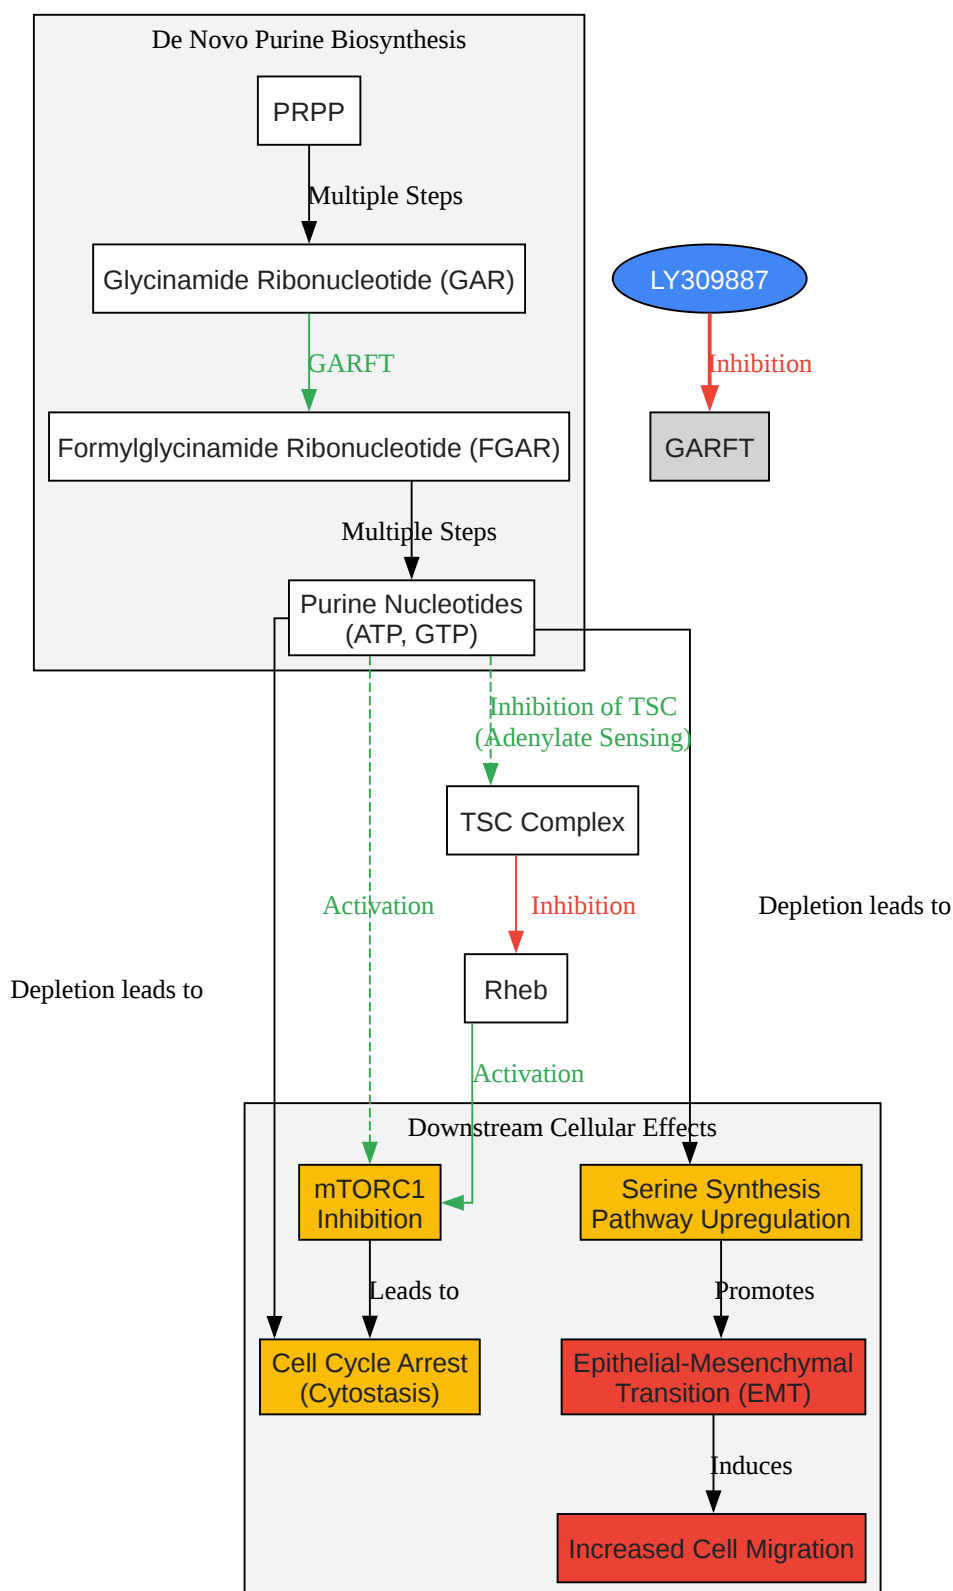 De Novo Purine Biosynthesis
PRPP
Multiple Steps
Glycinamide Ribonucleotide (GAR)
LY309887
GARFT
Inhibition
Formylglycinamide Ribonucleotide (FGAR)
GARFT
Multiple Steps
Purine Nucleotides
(ATP, GTP)
Inhibition of TSC
(Adenylate Sensing)
TSC Complex
Activation
Inhibition
Depletion leads to
Depletion leads to
Rheb
Activation
Downstream Cellular Effects
mTORC1
Inhibition
Serine Synthesis
Pathway Upregulation
Leads to
Promotes
Cell Cycle Arrest
(Cytostasis)
Epithelial-Mesenchymal
Transition (EMT)
Induces
Increased Cell Migration